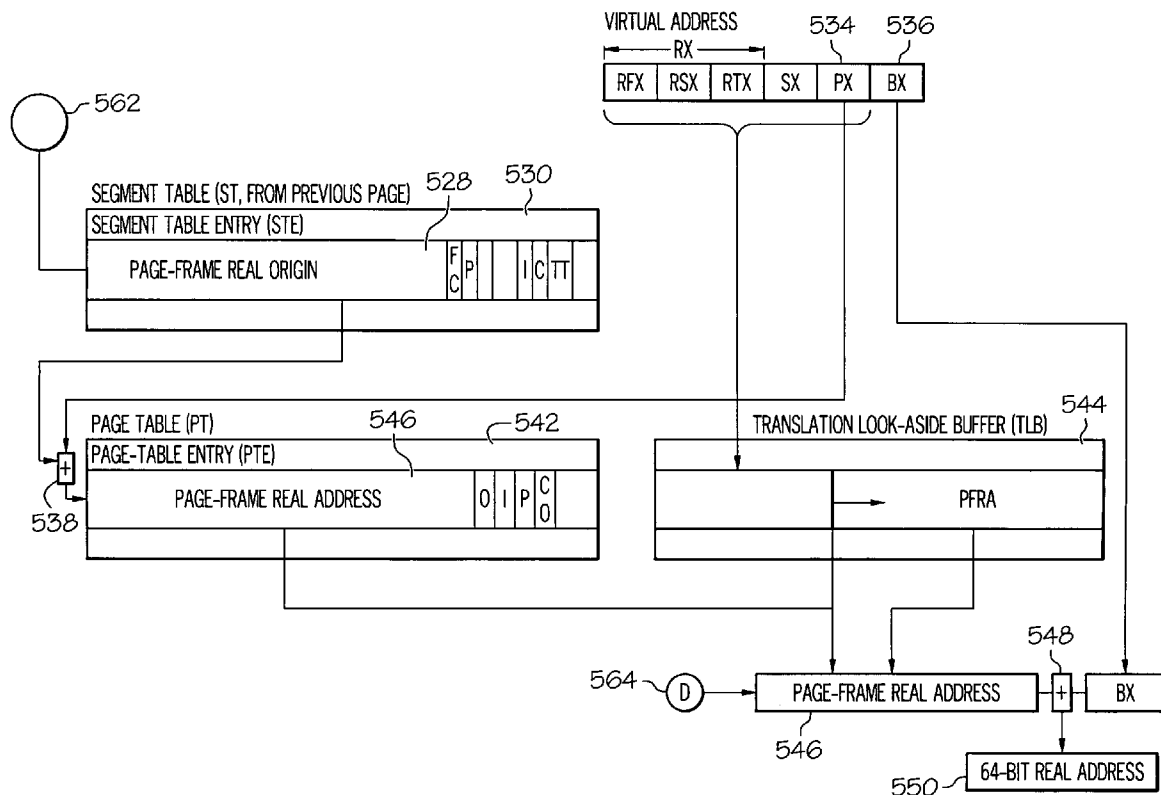 VIRTUAL ADDRESS
534
536
RX
RFX RSX RTX SX PX BX
562
SEGMENT TABLE (ST, FROM PREVIOUS PAGE)
528
530
SEGMENT TABLE ENTRY (STE)
PAGE-FRAME REAL ORIGIN
FC P I C TT
PAGE TABLE (PT)
546
542
TRANSLATION LOOK-ASIDE BUFFER (TLB)
544
PAGE-TABLE ENTRY (PTE)
+
PAGE-FRAME REAL ADDRESS
O I P CO
PFRA
538
548
564
D
PAGE-FRAME REAL ADDRESS
+
BX
546
550
64-BIT REAL ADDRESS